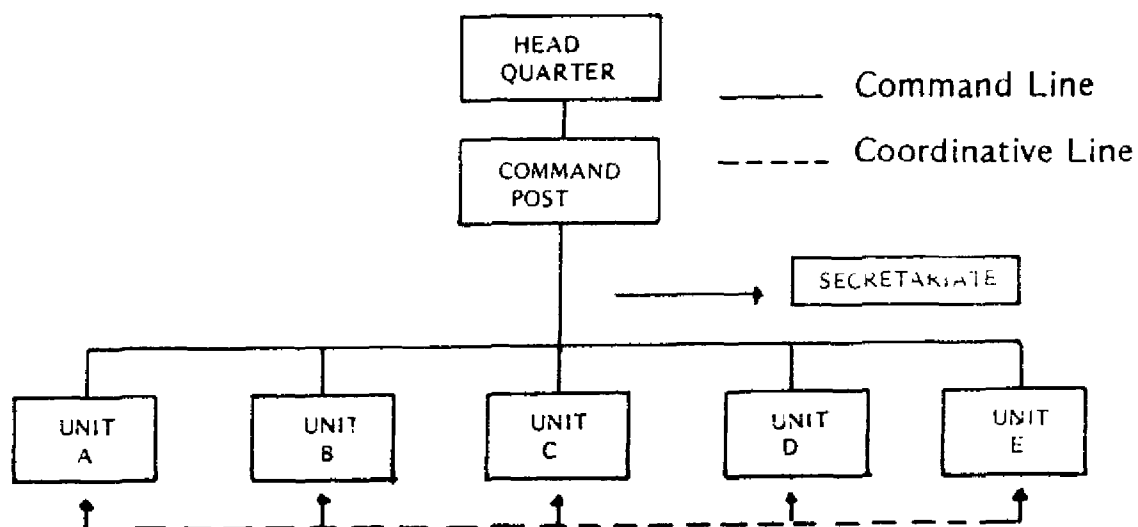 HEAD
QUARTER
Command Line
COMMAND
POST
Coordinative Line
SECRETARIATE
UNIT
A
UNIT
B
UNIT
C
UNIT
D
UNIT
E